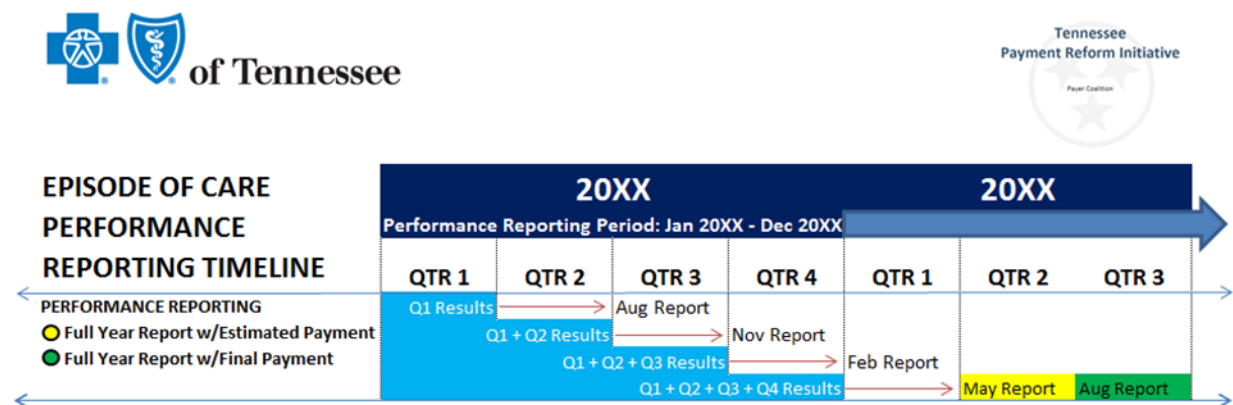 of Tennessee
Tennessee
Payment Reform Initiative
Payer Coalition
EPISODE OF CARE
PERFORMANCE
REPORTING TIMELINE
20XX
20XX
Performance Reporting Period: Jan 20XX - Dec 20XX
QTR 1
QTR 2
QTR 3
QTR 4
QTR 1
QTR 2
QTR 3
PERFORMANCE REPORTING
Full Year Report w/Estimated Payment
Full Year Report w/Final Payment
Q1 Results
Aug Report
Q1 + Q2 Results
Nov Report
Q1 + Q2 + Q3 Results
Feb Report
Q1 + Q2 + Q3 + Q4 Results
May Report
Aug Report